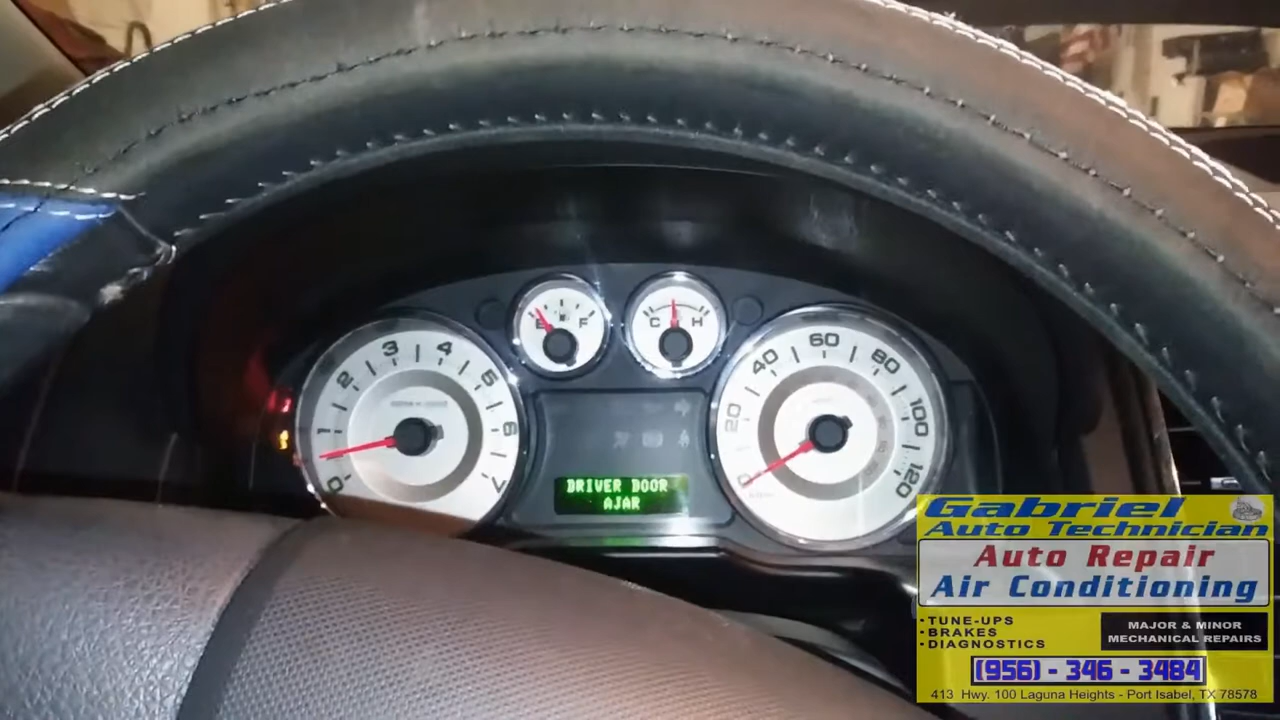 E F
C H
0 1 2 3 4 5 6 7
0 20 40 60 80 100 120
DRIVER DOOR
AJAR
Gabriel
Auto Technician
Auto Repair
Air Conditioning
•TUNE-UPS
•BRAKES
•DIAGNOSTICS
MAJOR & MINOR
MECHANICAL REPAIRS
(956) - 346 - 3484
413 Hwy. 100 Laguna Heights - Port Isabel, TX 78578